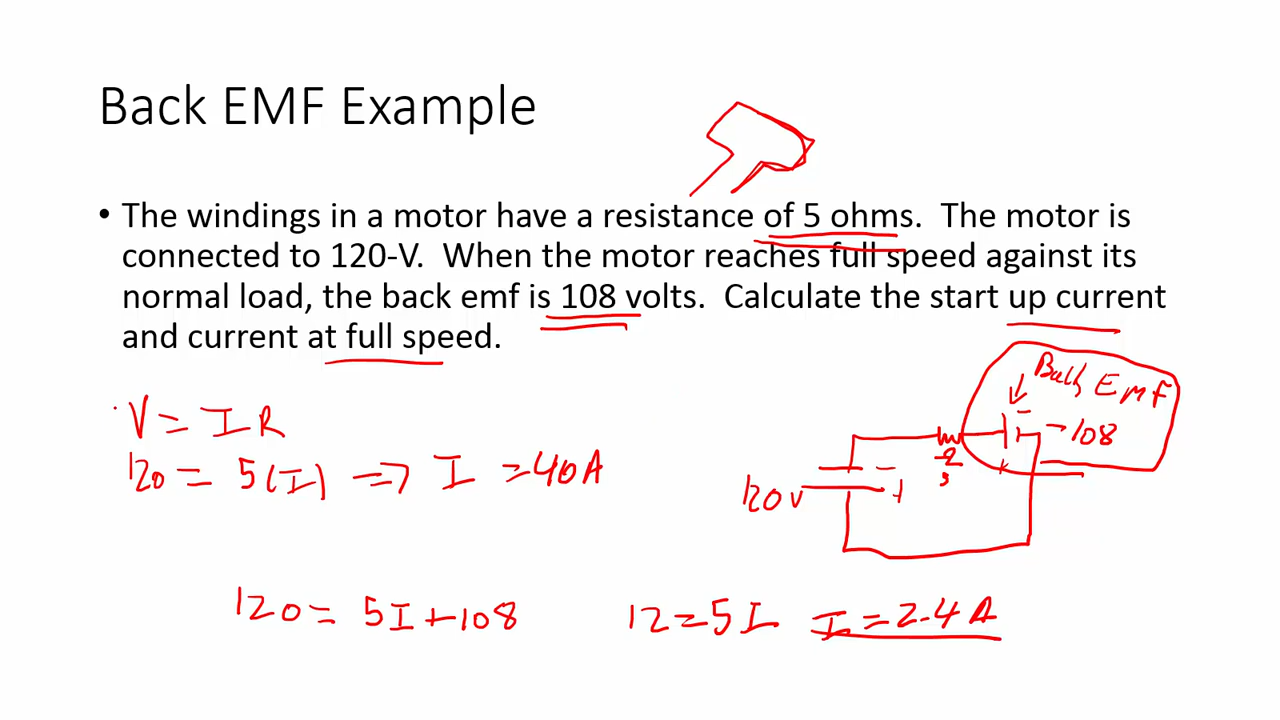 Back EMF Example
• The windings in a motor have a resistance of 5 ohms. The motor is
connected to 120-V. When the motor reaches full speed against its
normal load, the back emf is 108 volts. Calculate the start up current
and current at full speed.
Back EMF
V = IR
- 108
120 = 5(I) => I = 40A
-
+
5
120 V
- +
120 = 5I + 108 12 = 5I I = 2.4 A